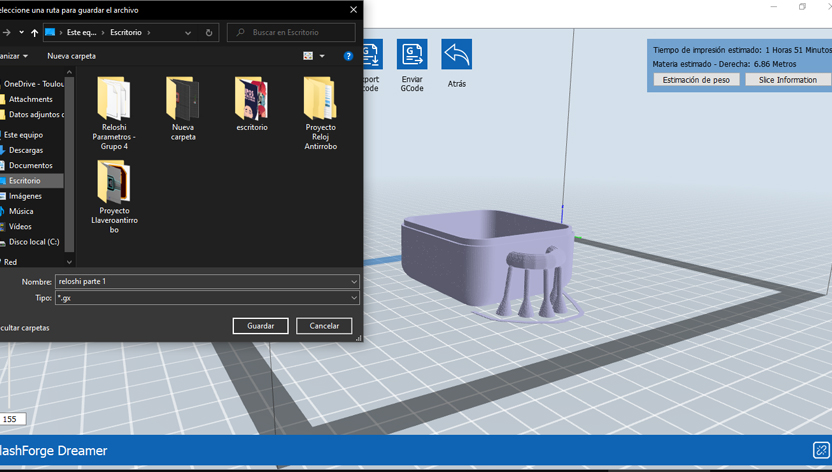 eleccione una ruta para guardar el archivo
Este eq...
Escritorio
Buscar en Escritorio
anizar
Nueva carpeta
OneDrive - Toulou
Attachments
Datos adjuntos d
Este equipo
Descargas
Documentos
Escritorio
Imágenes
Música
Vídeos
Disco local (C:)
Red
Reloshi
Parametros -
Grupo 4
Nueva
carpeta
escritorio
Proyecto
Reloj
Antirrobo
Proyecto
Llaveroantirro
bo
Nombre: reloshi parte 1
Tipo: *.gx
cultar carpetas
Guardar
Cancelar
port
code
Enviar
GCode
Atrás
Tiempo de impresión estimado: 1 Horas 51 Minutos
Materia estimado - Derecha: 6.86 Metros
Estimación de peso
Slice Information
155
lashForge Dreamer